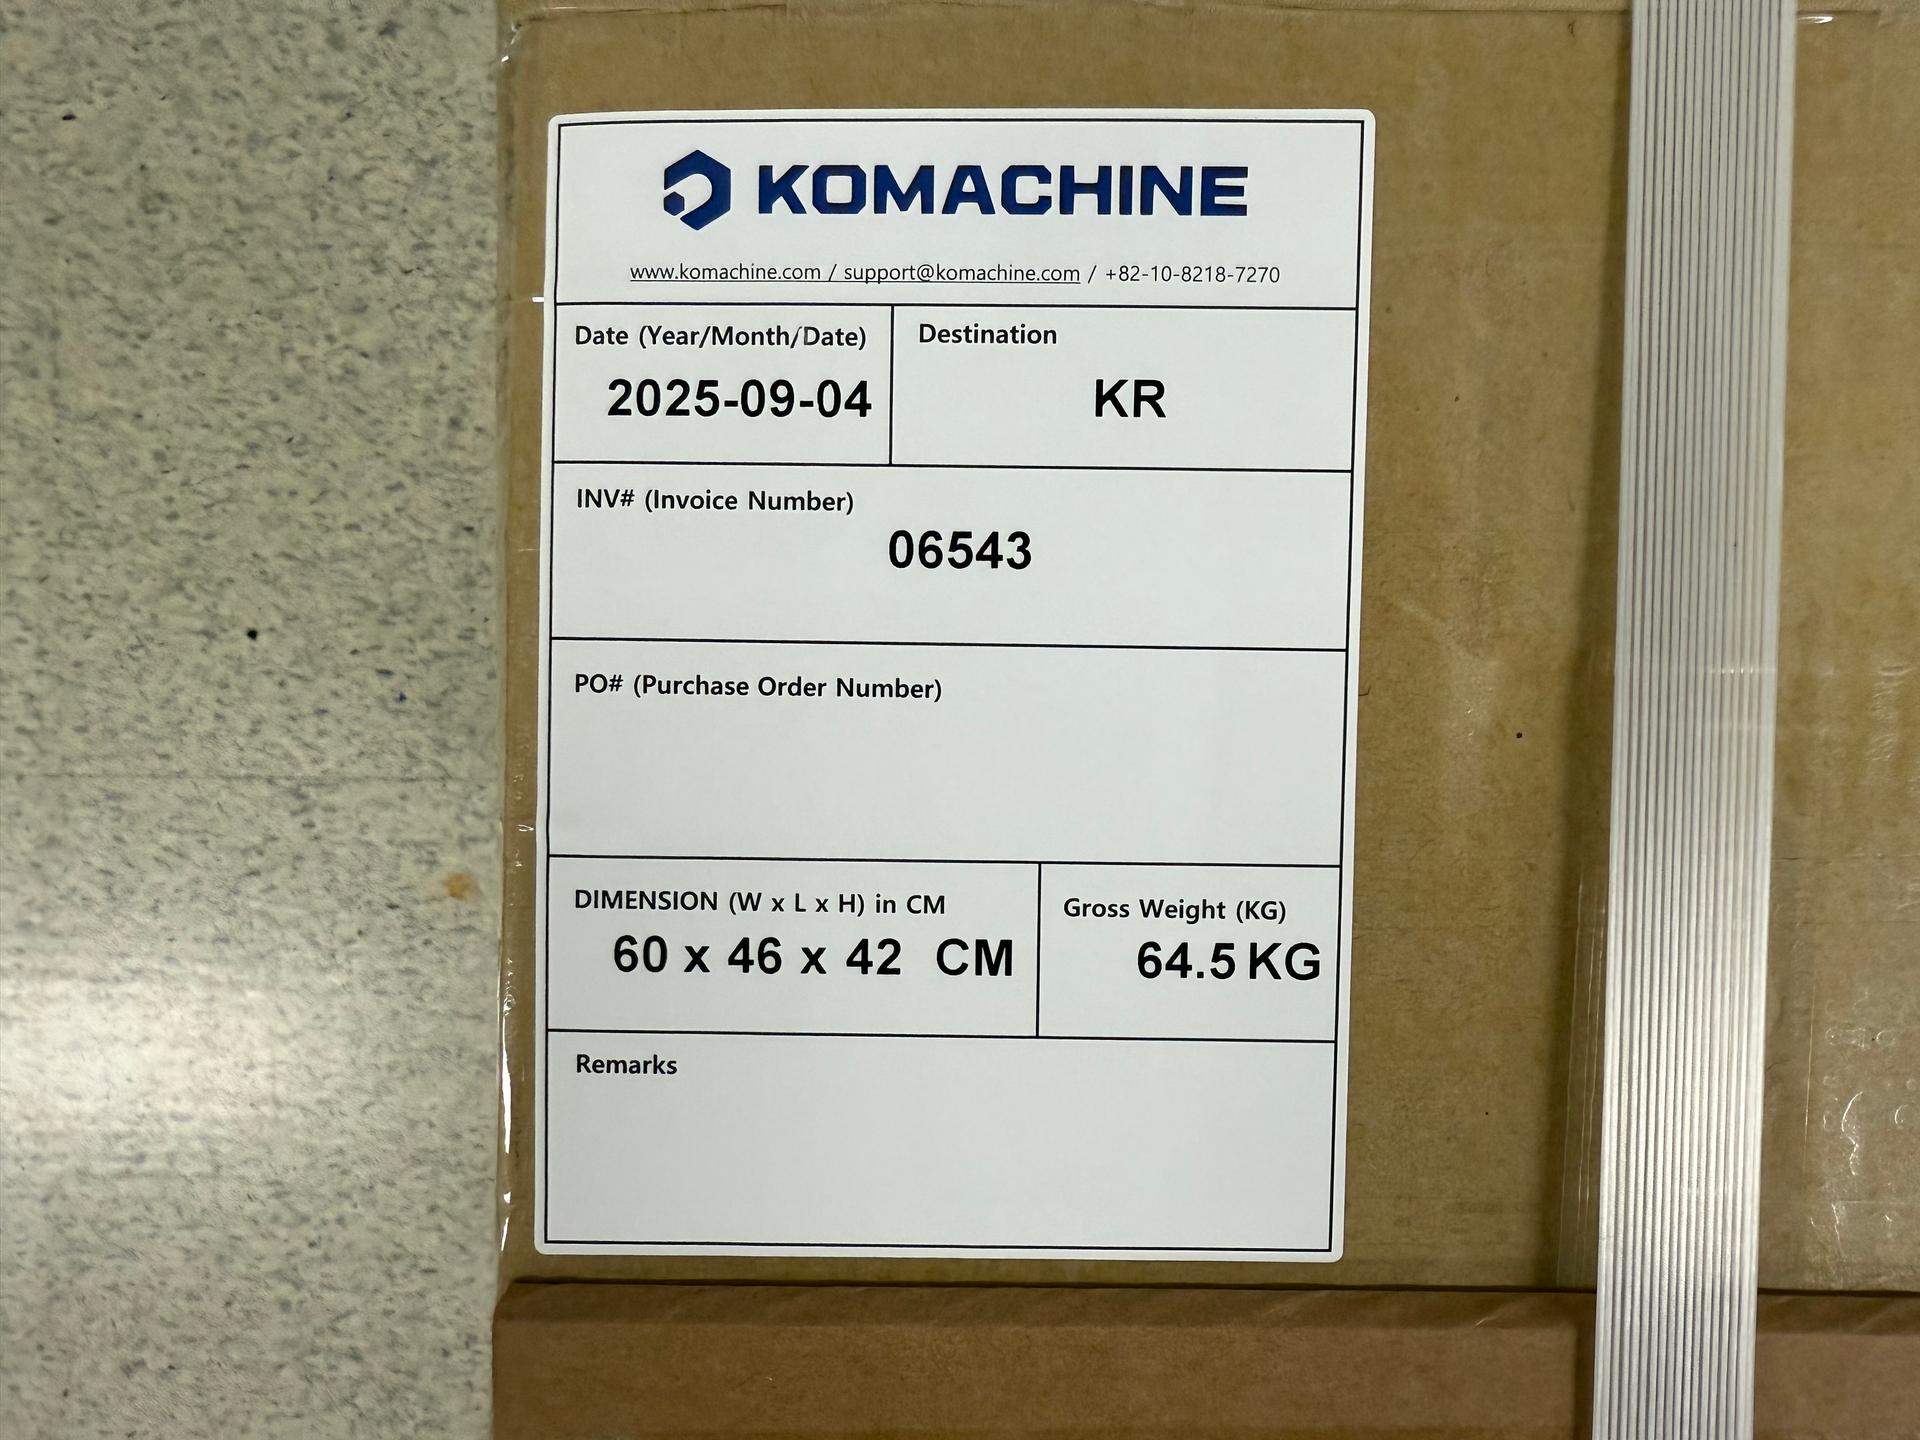 KOMACHINE
www.komachine.com / support@komachine.com / +82-10-8218-7270
Date (Year/Month/Date)
2025-09-04
Destination
KR
INV# (Invoice Number)
06543
PO# (Purchase Order Number)
DIMENSION (W x L x H) in CM
60 x 46 x 42 CM
Gross Weight (KG)
64.5 KG
Remarks